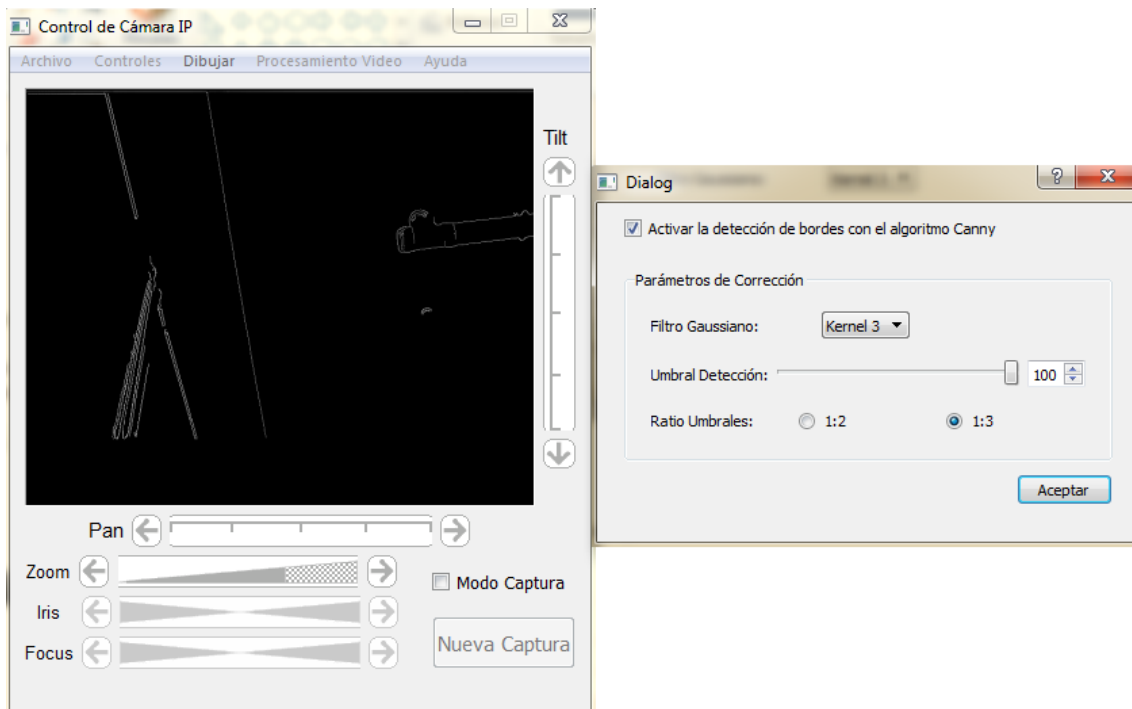 Control de Cámara IP
Archivo Controles Dibujar Procesamiento Video Ayuda
Tilt
Pan
Zoom
Iris
Focus
Modo Captura
Nueva Captura
Dialog
Activar la detección de bordes con el algoritmo Canny
Parámetros de Corrección
Filtro Gaussiano: Kernel 3
Umbral Detección: 100
Ratio Umbrales: 1:2 1:3
Aceptar